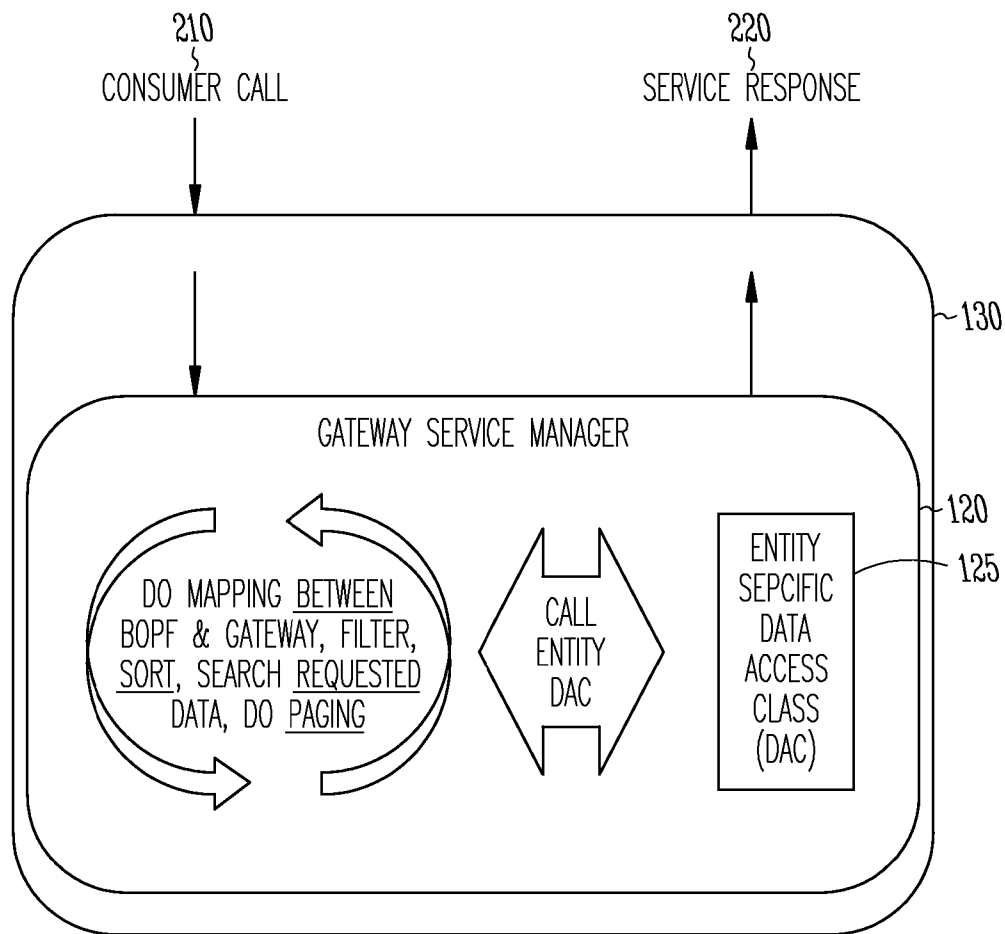 210
CONSUMER CALL
220
SERVICE RESPONSE
130
GATEWAY SERVICE MANAGER
120
DO MAPPING BETWEEN
BOPF & GATEWAY, FILTER,
SORT, SEARCH REQUESTED
DATA, DO PAGING
CALL
ENTITY
DAC
ENTITY
SEPCIFIC
DATA
ACCESS
CLASS
(DAC)
125